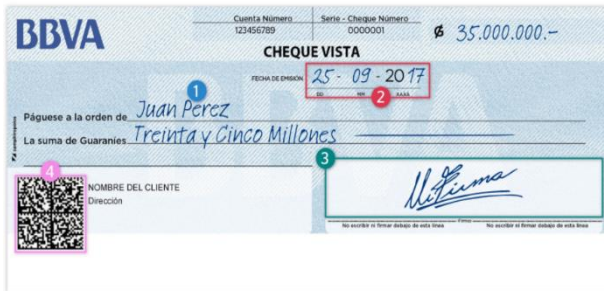 BBVA
Cuenta Número
Serie - Cheque Número
123456789
0000001
₲ 35.000.000.-
CHEQUE VISTA
FECHA DE EMISIÓN
25 - 09 - 2017
DD MM AAAA
1
2
Páguese a la orden de Juan Perez
La suma de Guaraníes Treinta y Cinco Millones
3
4
NOMBRE DEL CLIENTE
Dirección
Mi Firma
Firma
No escribir ni firmar debajo de esta línea No escribir ni firmar debajo de esta línea